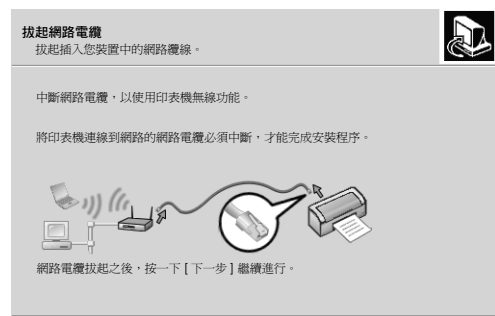 拔起網路電纜
拔起插入您裝置中的網路纜線。
中斷網路電纜，以使用印表機無線功能。
將印表機連線到網路的網路電纜必須中斷，才能完成安裝程序。
網路電纜拔起之後，按一下 [ 下一步 ] 繼續進行。